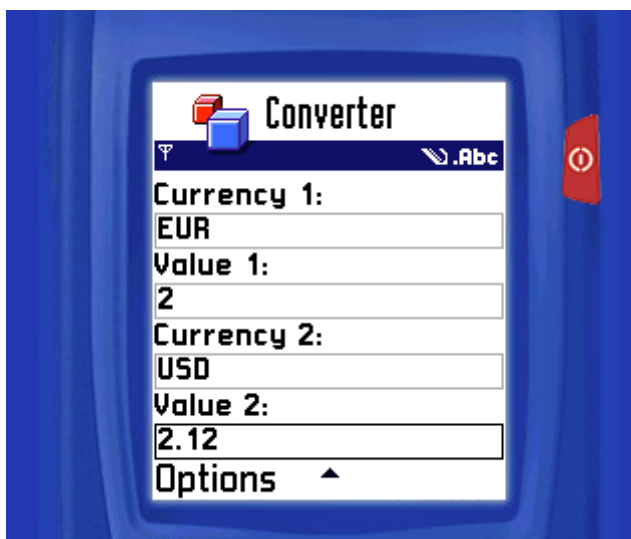 Converter
.Abc
Currency 1:
EUR
Value 1:
2
Currency 2:
USD
Value 2:
2.12
Options